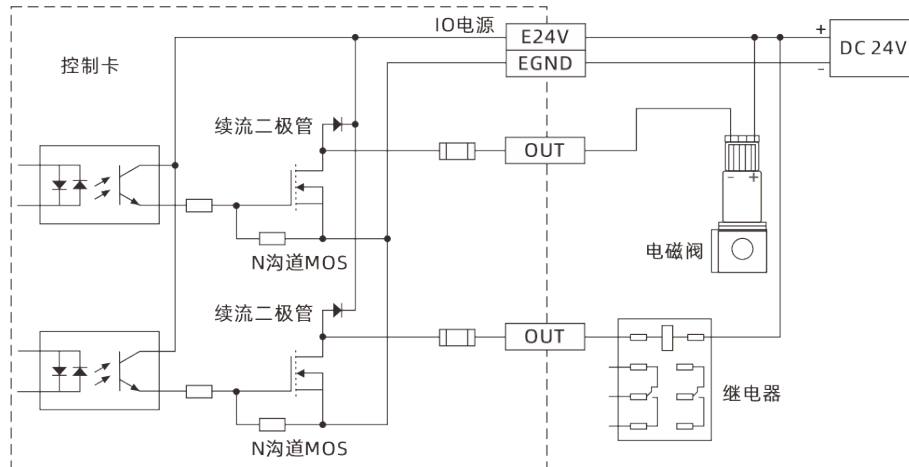 IO电源
E24V
+
DC 24V
控制卡
EGND
-
续流二极管
OUT
- +
电磁阀
N沟道MOS
续流二极管
OUT
继电器
N沟道MOS